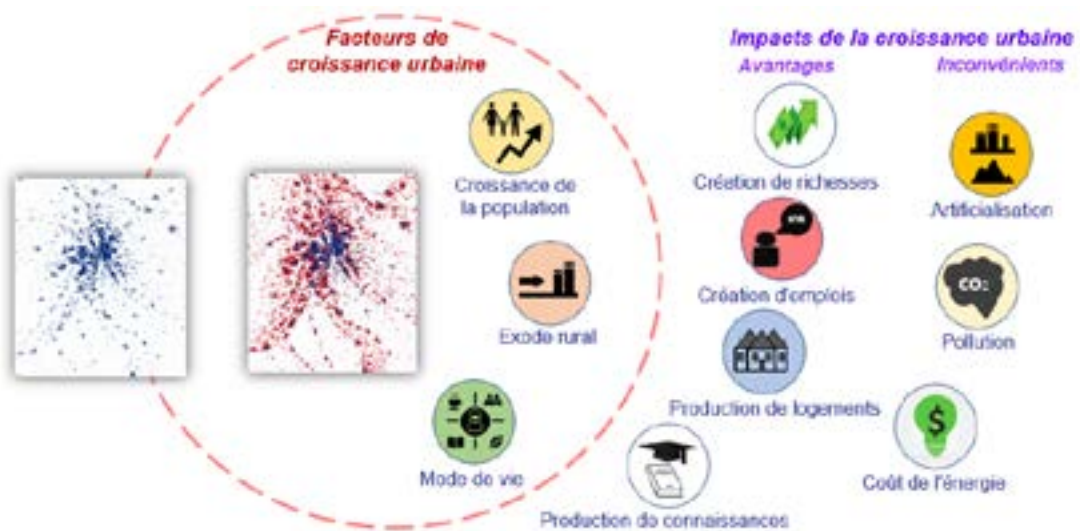 Facteurs de
croissance urbaine
Croissance de
la population
Exode rural
Mode de vie
Impacts de la croissance urbaine
Avantages
Inconvénients
Création de richesses
Création d'emplois
Production de logements
Production de connaissances
Artificialisation
CO2
Pollution
$
Coût de l'énergie